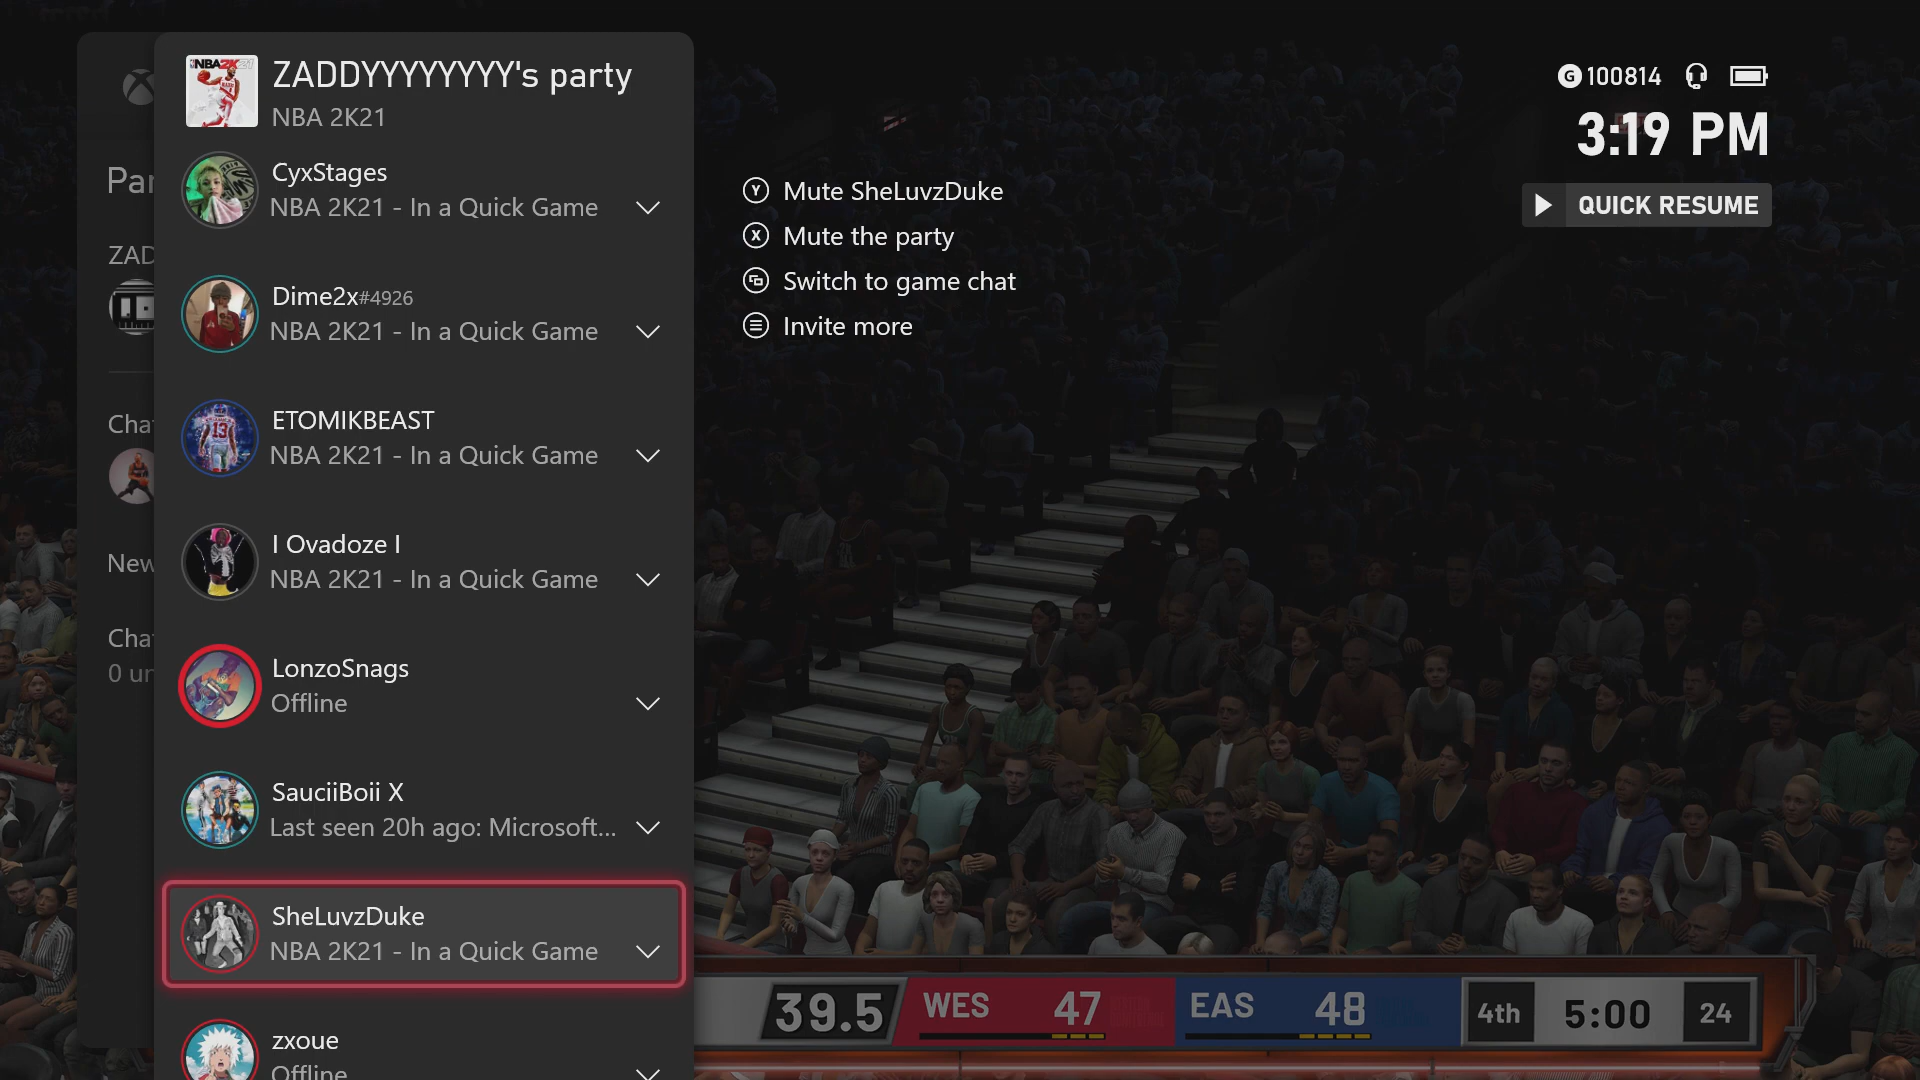 NBA2K21
ZADDYYYYYYYY's party
NBA 2K21
CyxStages
NBA 2K21 - In a Quick Game
Dime2x#4926
NBA 2K21 - In a Quick Game
ETOMIKBEAST
NBA 2K21 - In a Quick Game
I Ovadoze I
NBA 2K21 - In a Quick Game
LonzoSnags
Offline
SauciiBoii X
Last seen 20h ago: Microsoft...
SheLuvzDuke
NBA 2K21 - In a Quick Game
zxoue
Offline
Par
ZAD
Cha
New
Cha
0 un
13
Y Mute SheLuvzDuke
X Mute the party
Switch to game chat
Invite more
G 100814
3:19 PM
QUICK RESUME
39.5 WES 47 EAS 48 4th 5:00 24